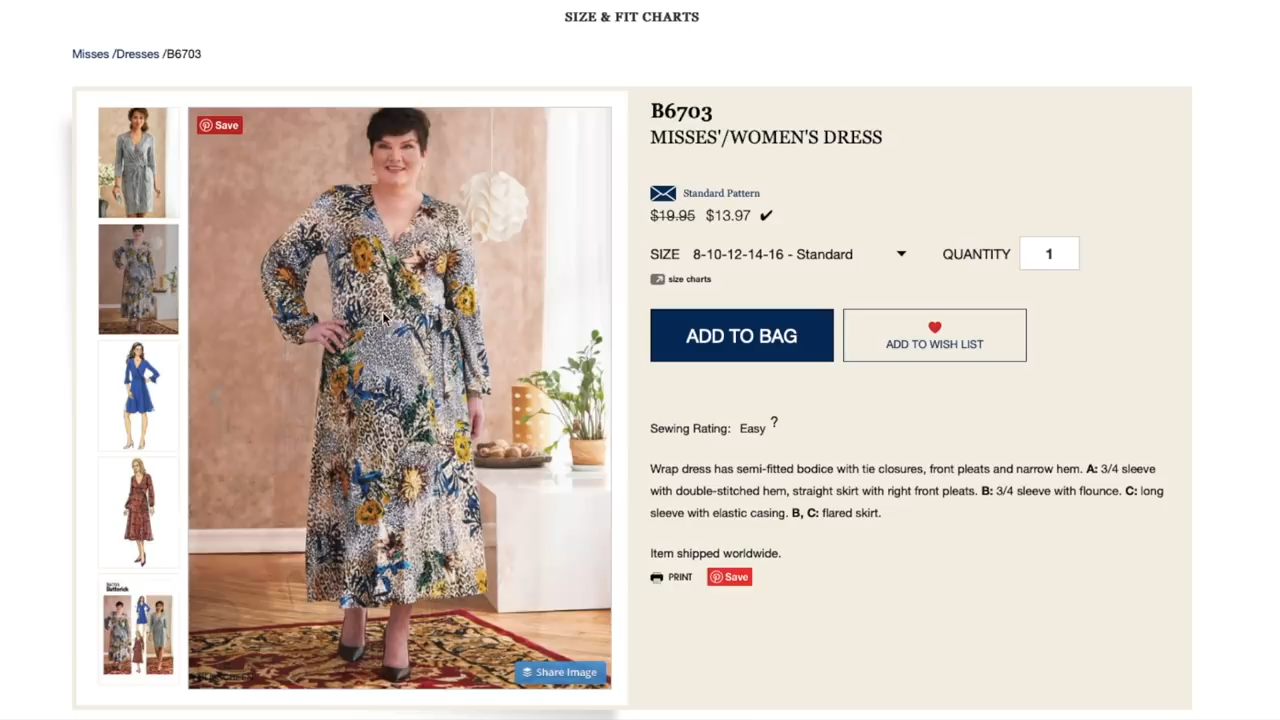 SIZE & FIT CHARTS
Misses /Dresses /B6703
Save
B6703
MISSES'/WOMEN'S DRESS
Standard Pattern
$19.95 $13.97 ✔
SIZE 8-10-12-14-16 - Standard QUANTITY 1
size charts
ADD TO BAG
ADD TO WISH LIST
Sewing Rating: Easy ?
Wrap dress has semi-fitted bodice with tie closures, front pleats and narrow hem. A: 3/4 sleeve
with double-stitched hem, straight skirt with right front pleats. B: 3/4 sleeve with flounce. C: long
sleeve with elastic casing. B, C: flared skirt.
Item shipped worldwide.
PRINT Save
Butterick
Share Image